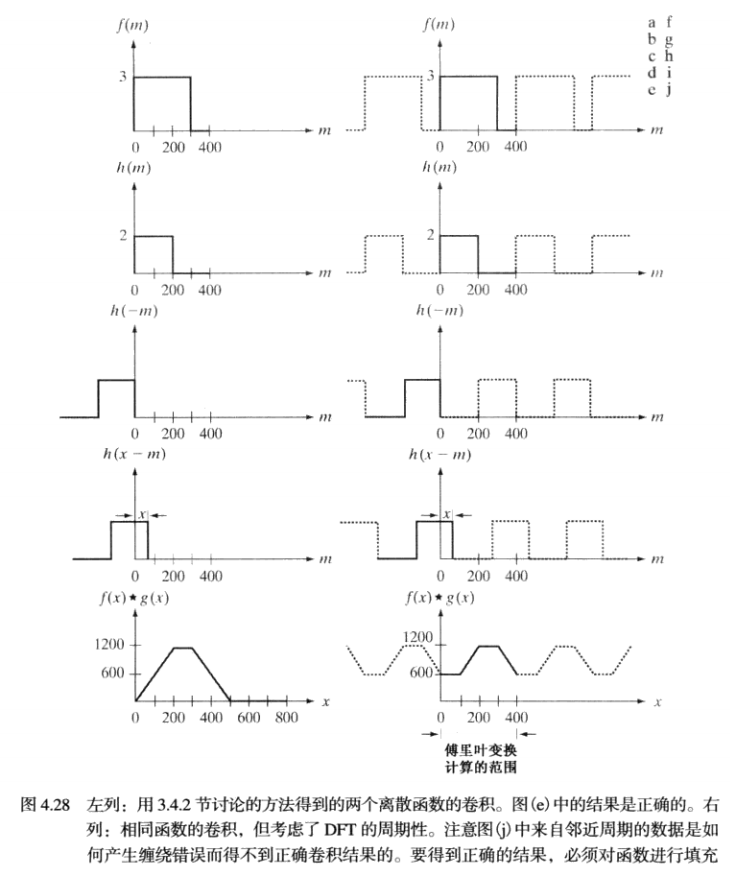 f(m)
f(m)
a f
b g
c h
d i
e j
3
3
0 200 400 m
0 200 400 m
h(m)
h(m)
2
2
0 200 400 m
0 200 400 m
h(−m)
h(−m)
0 200 400 m
0 200 400 m
h(x − m)
h(x − m)
x
x
0 200 400 m
0 200 400 m
f(x)★g(x)
f(x)★g(x)
1200
600
0 200 400 600 800 x
1200
600
0 200 400 x
傅里叶变换
计算的范围
图 4.28 左列：用 3.4.2 节讨论的方法得到的两个离散函数的卷积。图(e)中的结果是正确的。右
列：相同函数的卷积，但考虑了 DFT 的周期性。注意图(j)中来自邻近周期的数据是如
何产生缠绕错误而得不到正确卷积结果的。要得到正确的结果，必须对函数进行填充